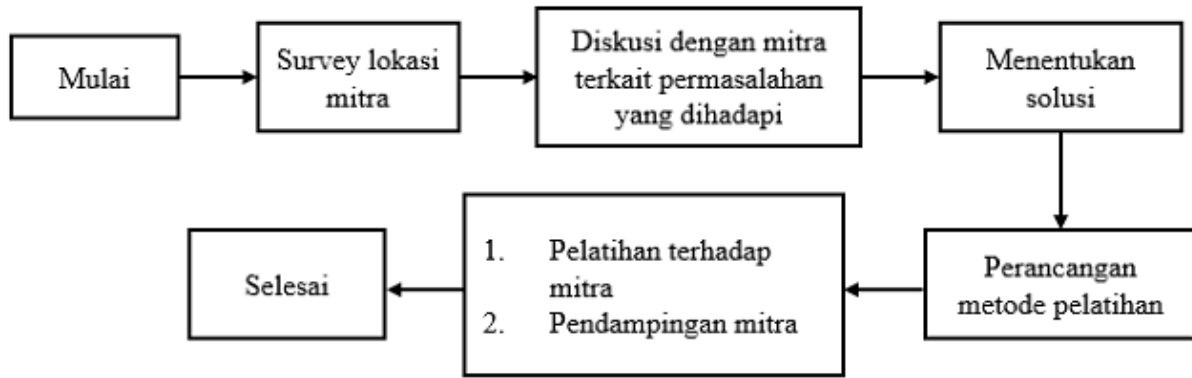 Mulai
Survey lokasi
mitra
Diskusi dengan mitra
terkait permasalahan
yang dihadapi
Menentukan
solusi
Perancangan
metode pelatihan
1. Pelatihan terhadap
mitra
2. Pendampingan mitra
Selesai